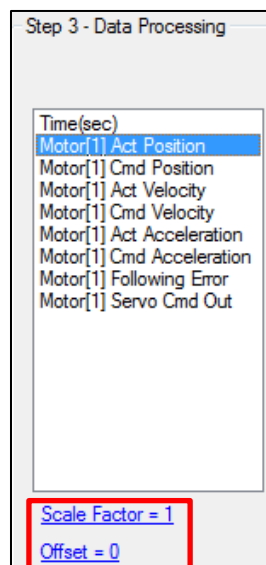 Step 3 - Data Processing
Time(sec)
Motor[1] Act Position
Motor[1] Cmd Position
Motor[1] Act Velocity
Motor[1] Cmd Velocity
Motor[1] Act Acceleration
Motor[1] Cmd Acceleration
Motor[1] Following Error
Motor[1] Servo Cmd Out
Scale Factor = 1
Offset = 0